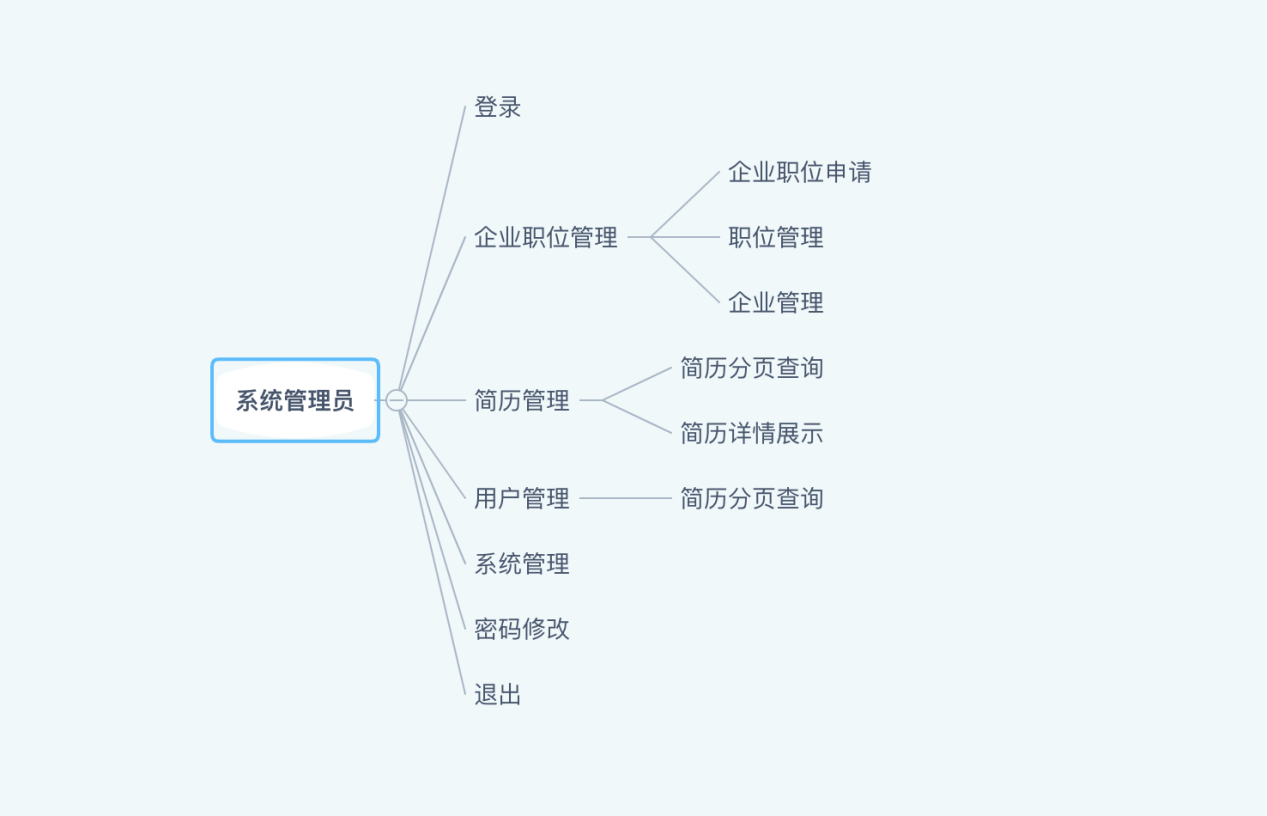 登录
企业职位申请
企业职位管理
职位管理
企业管理
简历分页查询
系统管理员
简历管理
简历详情展示
用户管理
简历分页查询
系统管理
密码修改
退出